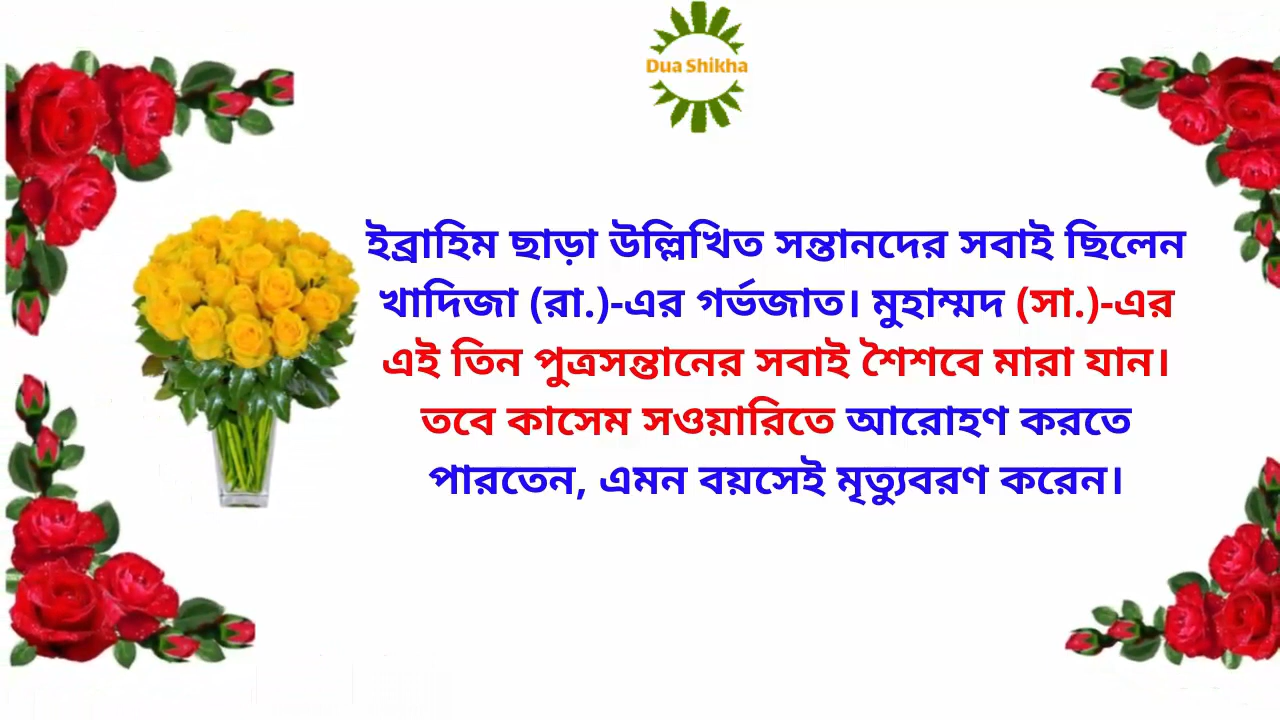 Dua Shikha
ইব্রাহিম ছাড়া উল্লিখিত সন্তানদের সবাই ছিলেন
খাদিজা (রা.)-এর গর্ভজাত। মুহাম্মদ (সা.)-এর
এই তিন পুত্রসন্তানের সবাই শৈশবে মারা যান।
তবে কাসেম সওয়ারিতে আরোহণ করতে
পারতেন, এমন বয়সেই মৃত্যুবরণ করেন।